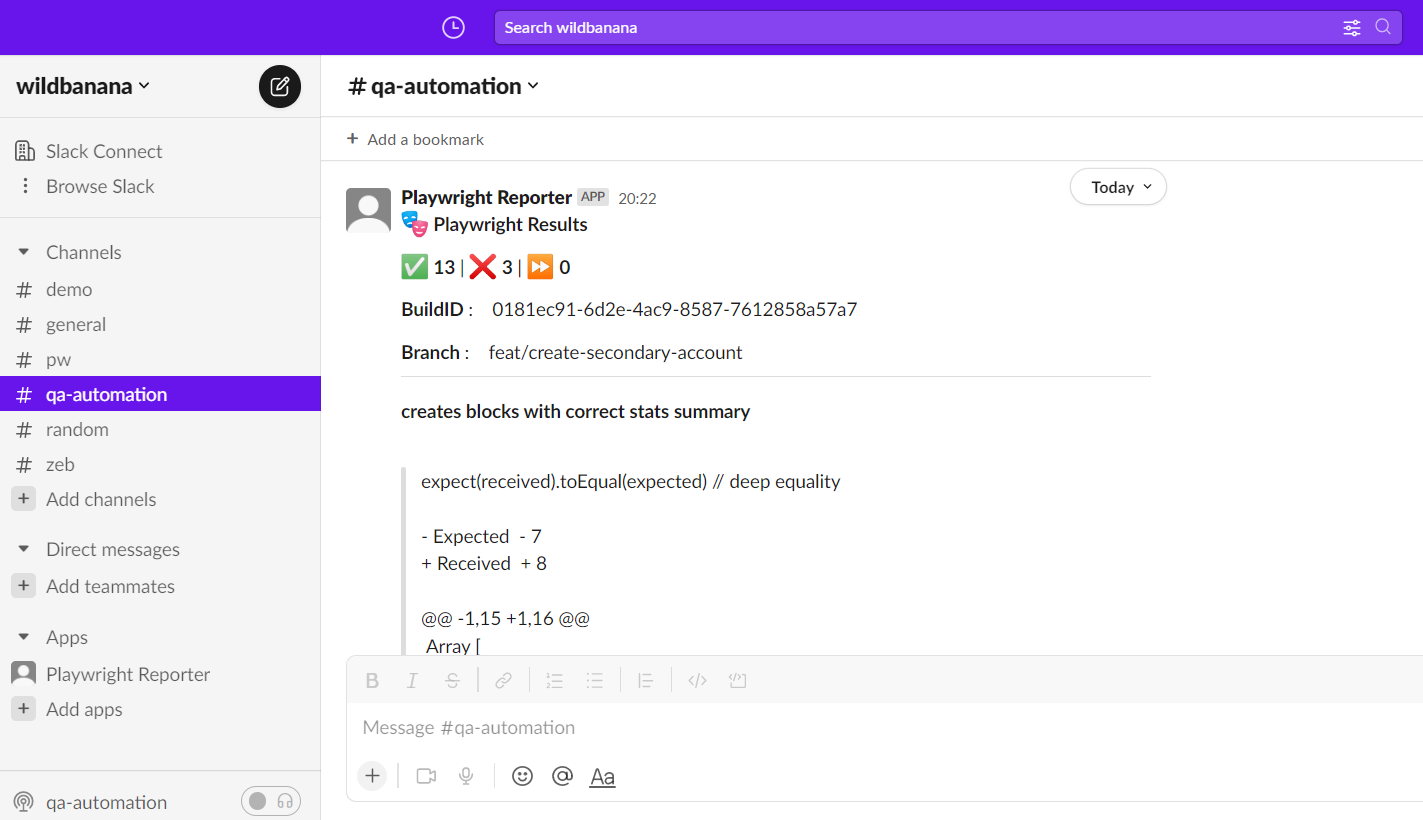 Search wildbanana
wildbanana
Slack Connect
Browse Slack
Channels
# demo
# general
# pw
# qa-automation
# random
# zeb
+ Add channels
Direct messages
+ Add teammates
Apps
Playwright Reporter
+ Add apps
qa-automation
# qa-automation
+ Add a bookmark
Today
Playwright Reporter APP 20:22
🎭 Playwright Results
✅ 13 | ❌ 3 | ⏩ 0
BuildID : 0181ec91-6d2e-4ac9-8587-7612858a57a7
Branch : feat/create-secondary-account
creates blocks with correct stats summary
expect(received).toEqual(expected) // deep equality
- Expected - 7
+ Received + 8
@@ -1,15 +1,16 @@
Array [
B I S
Message #qa-automation
+ @ Aa